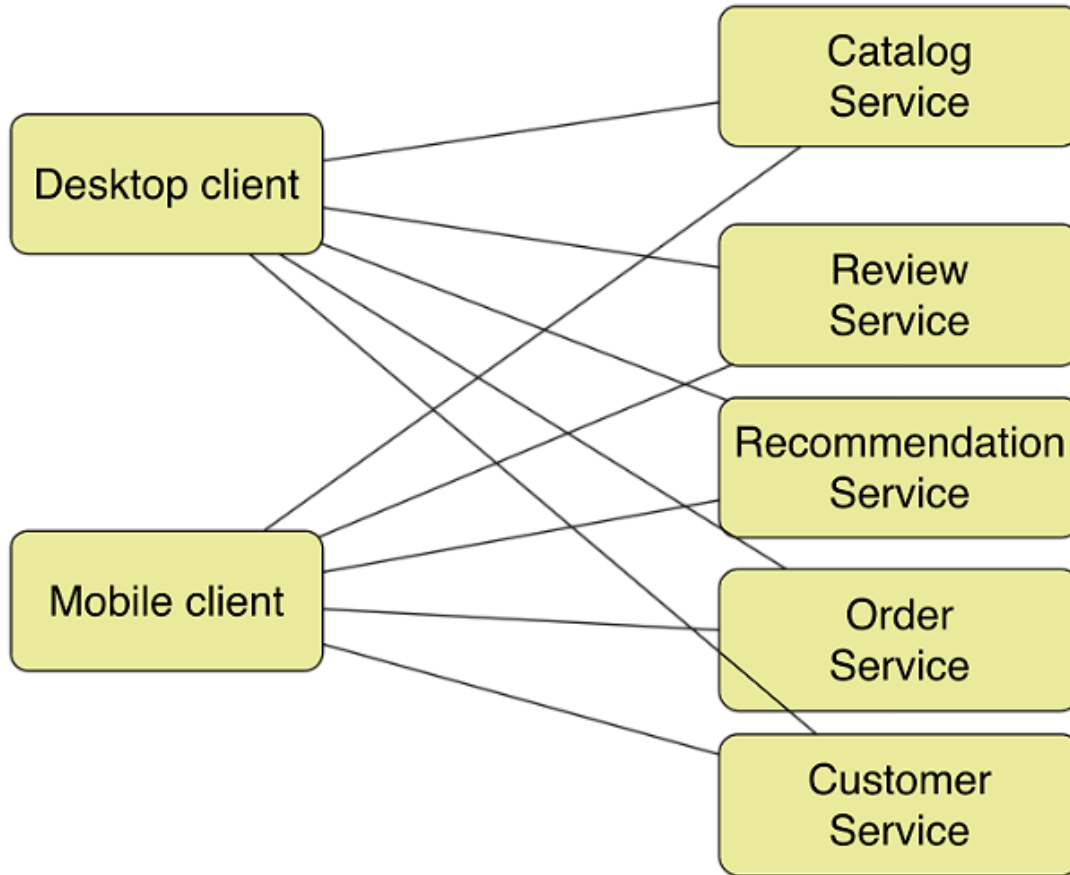 Catalog
Service
Desktop client
Review
Service
Recommendation
Service
Mobile client
Order
Service
Customer
Service